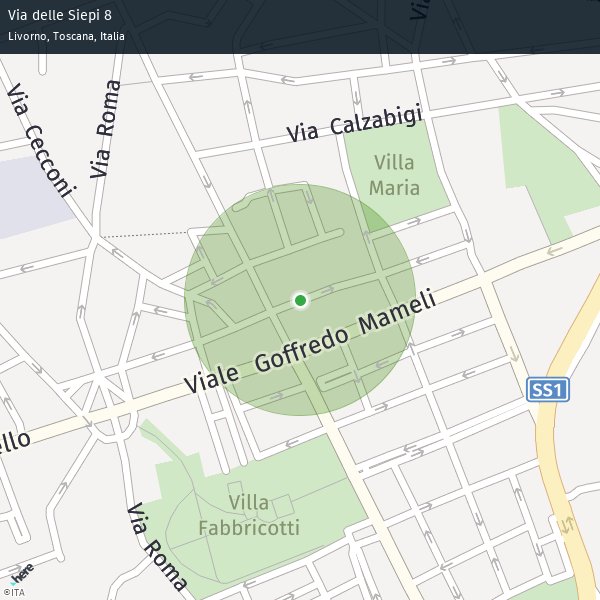 Via delle Siepi 8
Livorno, Toscana, Italia
Via
Via Cecconi
Via Roma
Via Calzabigi
Villa
Maria
Viale Goffredo Mameli
SS1
Villa
Fabbricotti
Via Roma
here
©ITA